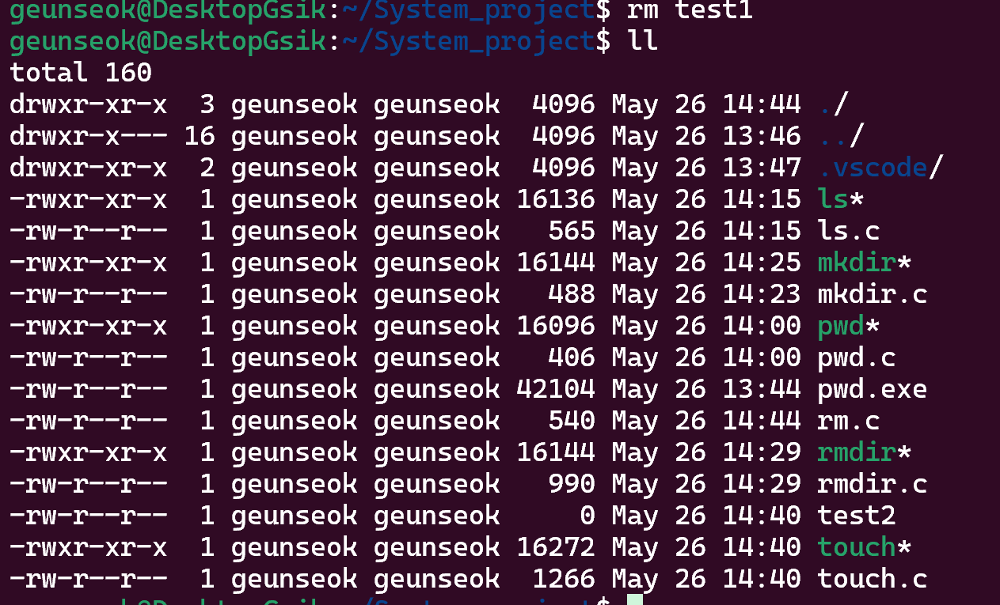 geunseok@DesktopGsik:~/System_project$ rm test1
geunseok@DesktopGsik:~/System_project$ ll
total 160
drwxr-xr-x  3 geunseok geunseok  4096 May 26 14:44 ./
drwxr-x--- 16 geunseok geunseok  4096 May 26 13:46 ../
drwxr-xr-x  2 geunseok geunseok  4096 May 26 13:47 .vscode/
-rwxr-xr-x  1 geunseok geunseok 16136 May 26 14:15 ls*
-rw-r--r--  1 geunseok geunseok   565 May 26 14:15 ls.c
-rwxr-xr-x  1 geunseok geunseok 16144 May 26 14:25 mkdir*
-rw-r--r--  1 geunseok geunseok   488 May 26 14:23 mkdir.c
-rwxr-xr-x  1 geunseok geunseok 16096 May 26 14:00 pwd*
-rw-r--r--  1 geunseok geunseok   406 May 26 14:00 pwd.c
-rw-r--r--  1 geunseok geunseok 42104 May 26 13:44 pwd.exe
-rw-r--r--  1 geunseok geunseok   540 May 26 14:44 rm.c
-rwxr-xr-x  1 geunseok geunseok 16144 May 26 14:29 rmdir*
-rw-r--r--  1 geunseok geunseok   990 May 26 14:29 rmdir.c
-rw-r--r--  1 geunseok geunseok     0 May 26 14:40 test2
-rwxr-xr-x  1 geunseok geunseok 16272 May 26 14:40 touch*
-rw-r--r--  1 geunseok geunseok  1266 May 26 14:40 touch.c